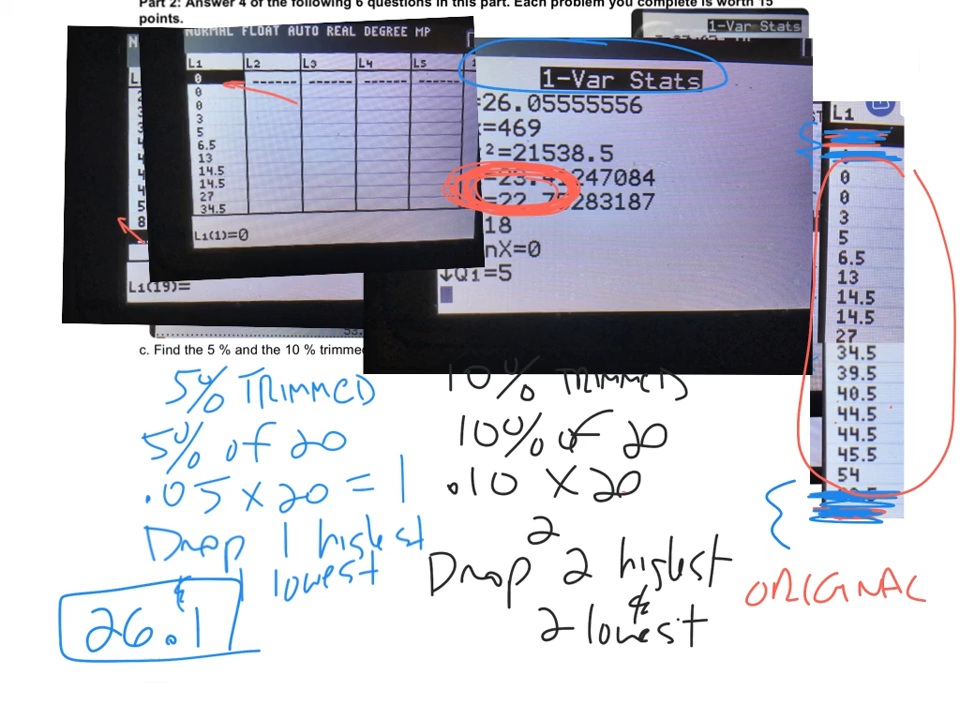 Part 2: Answer 4 of the following 6 questions in this part. Each problem you complete is worth 15
points.
1-Var Stats
NORMAL FLOAT AUTO REAL DEGREE MP
L1 L2 L3 L4 L5
0
0
0
3
5
6.5
13
14.5
14.5
27
34.5
L1(1)=0
L1(19)=
1-Var Stats
=26.05555556
=469
²=21538.5
247084
=22.
283187
18
nX=0
↓Q1=5
L1
0
0
3
5
6.5
13
14.5
14.5
27
34.5
39.5
40.5
44.5
44.5
45.5
54
c. Find the 5 % and the 10 % trimme
5% TRIMMED
5% of 20
.05 x 20 = 1
Drop 1 highest
& 1 lowest
26.1
10% TRIMMED
10% of 20
.10 x 20
2
Drop 2 highest
&
2 lowest
ORIGINAL